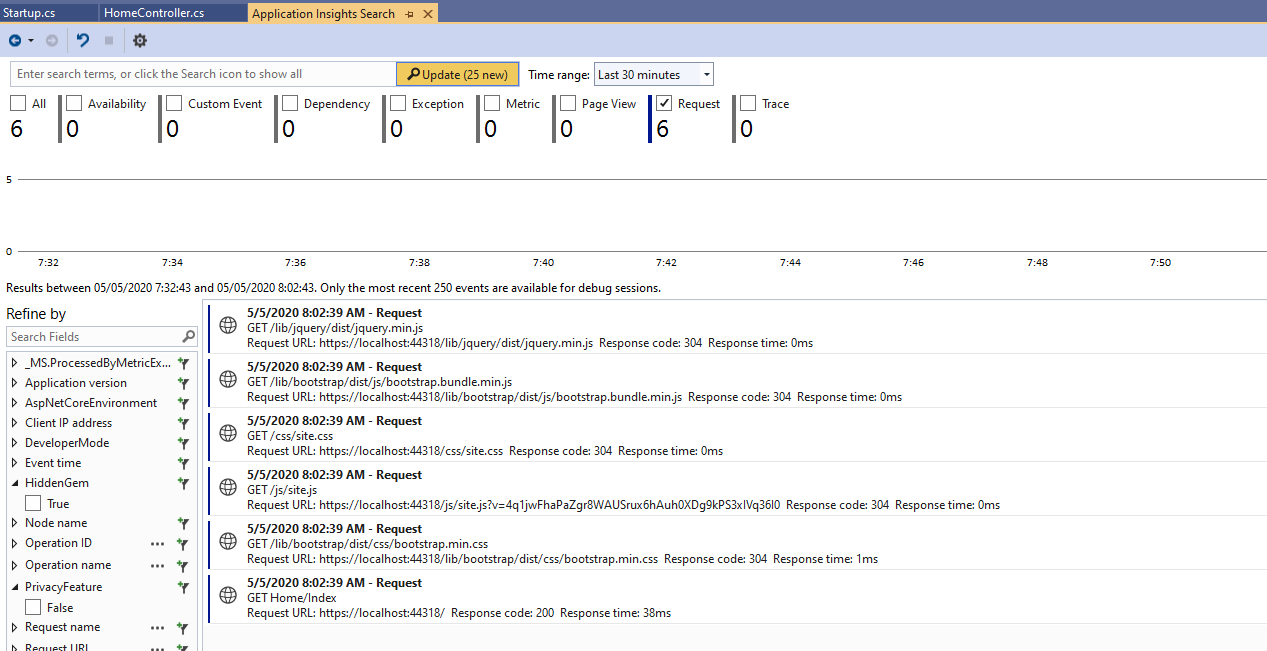 Startup.cs HomeController.cs Application Insights Search
Enter search terms, or click the Search icon to show all Update (25 new) Time range: Last 30 minutes
All Availability Custom Event Dependency Exception Metric Page View Request Trace
6 0 0 0 0 0 0 6 0
5
0
7:32 7:34 7:36 7:38 7:40 7:42 7:44 7:46 7:48 7:50
Results between 05/05/2020 7:32:43 and 05/05/2020 8:02:43. Only the most recent 250 events are available for debug sessions.
Refine by
Search Fields
_MS.ProcessedByMetricEx...
Application version
AspNetCoreEnvironment
Client IP address
DeveloperMode
Event time
HiddenGem
True
Node name
Operation ID
Operation name
PrivacyFeature
False
Request name
Request URL
5/5/2020 8:02:39 AM - Request
GET /lib/jquery/dist/jquery.min.js
Request URL: https://localhost:44318/lib/jquery/dist/jquery.min.js Response code: 304 Response time: 0ms
5/5/2020 8:02:39 AM - Request
GET /lib/bootstrap/dist/js/bootstrap.bundle.min.js
Request URL: https://localhost:44318/lib/bootstrap/dist/js/bootstrap.bundle.min.js Response code: 304 Response time: 0ms
5/5/2020 8:02:39 AM - Request
GET /css/site.css
Request URL: https://localhost:44318/css/site.css Response code: 304 Response time: 0ms
5/5/2020 8:02:39 AM - Request
GET /js/site.js
Request URL: https://localhost:44318/js/site.js?v=4q1jwFhaPaZgr8WAUSrux6hAuh0XDg9kPS3xIVq36I0 Response code: 304 Response time: 0ms
5/5/2020 8:02:39 AM - Request
GET /lib/bootstrap/dist/css/bootstrap.min.css
Request URL: https://localhost:44318/lib/bootstrap/dist/css/bootstrap.min.css Response code: 304 Response time: 1ms
5/5/2020 8:02:39 AM - Request
GET Home/Index
Request URL: https://localhost:44318/ Response code: 200 Response time: 38ms